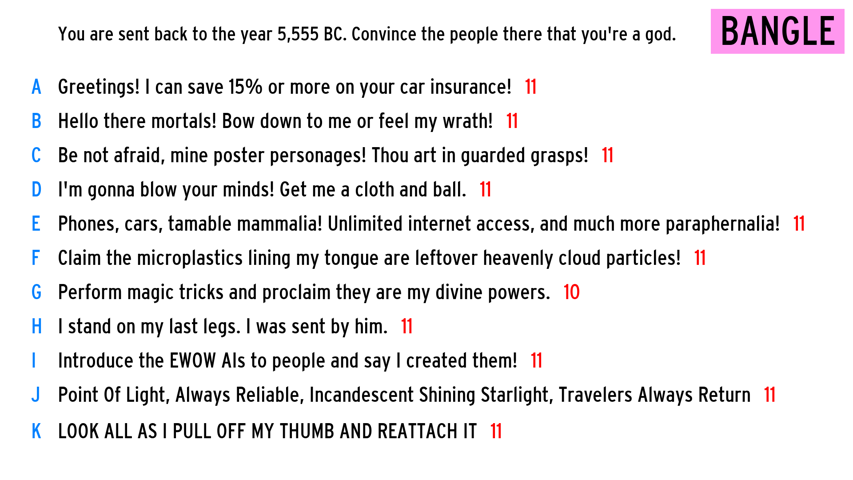 You are sent back to the year 5,555 BC. Convince the people there that you're a god.
BANGLE
A Greetings! I can save 15% or more on your car insurance! 11
B Hello there mortals! Bow down to me or feel my wrath! 11
C Be not afraid, mine poster personages! Thou art in guarded grasps! 11
D I'm gonna blow your minds! Get me a cloth and ball. 11
E Phones, cars, tamable mammalia! Unlimited internet access, and much more paraphernalia! 11
F Claim the microplastics lining my tongue are leftover heavenly cloud particles! 11
G Perform magic tricks and proclaim they are my divine powers. 10
H I stand on my last legs. I was sent by him. 11
I Introduce the EWOW AIs to people and say I created them! 11
J Point Of Light, Always Reliable, Incandescent Shining Starlight, Travelers Always Return 11
K LOOK ALL AS I PULL OFF MY THUMB AND REATTACH IT 11